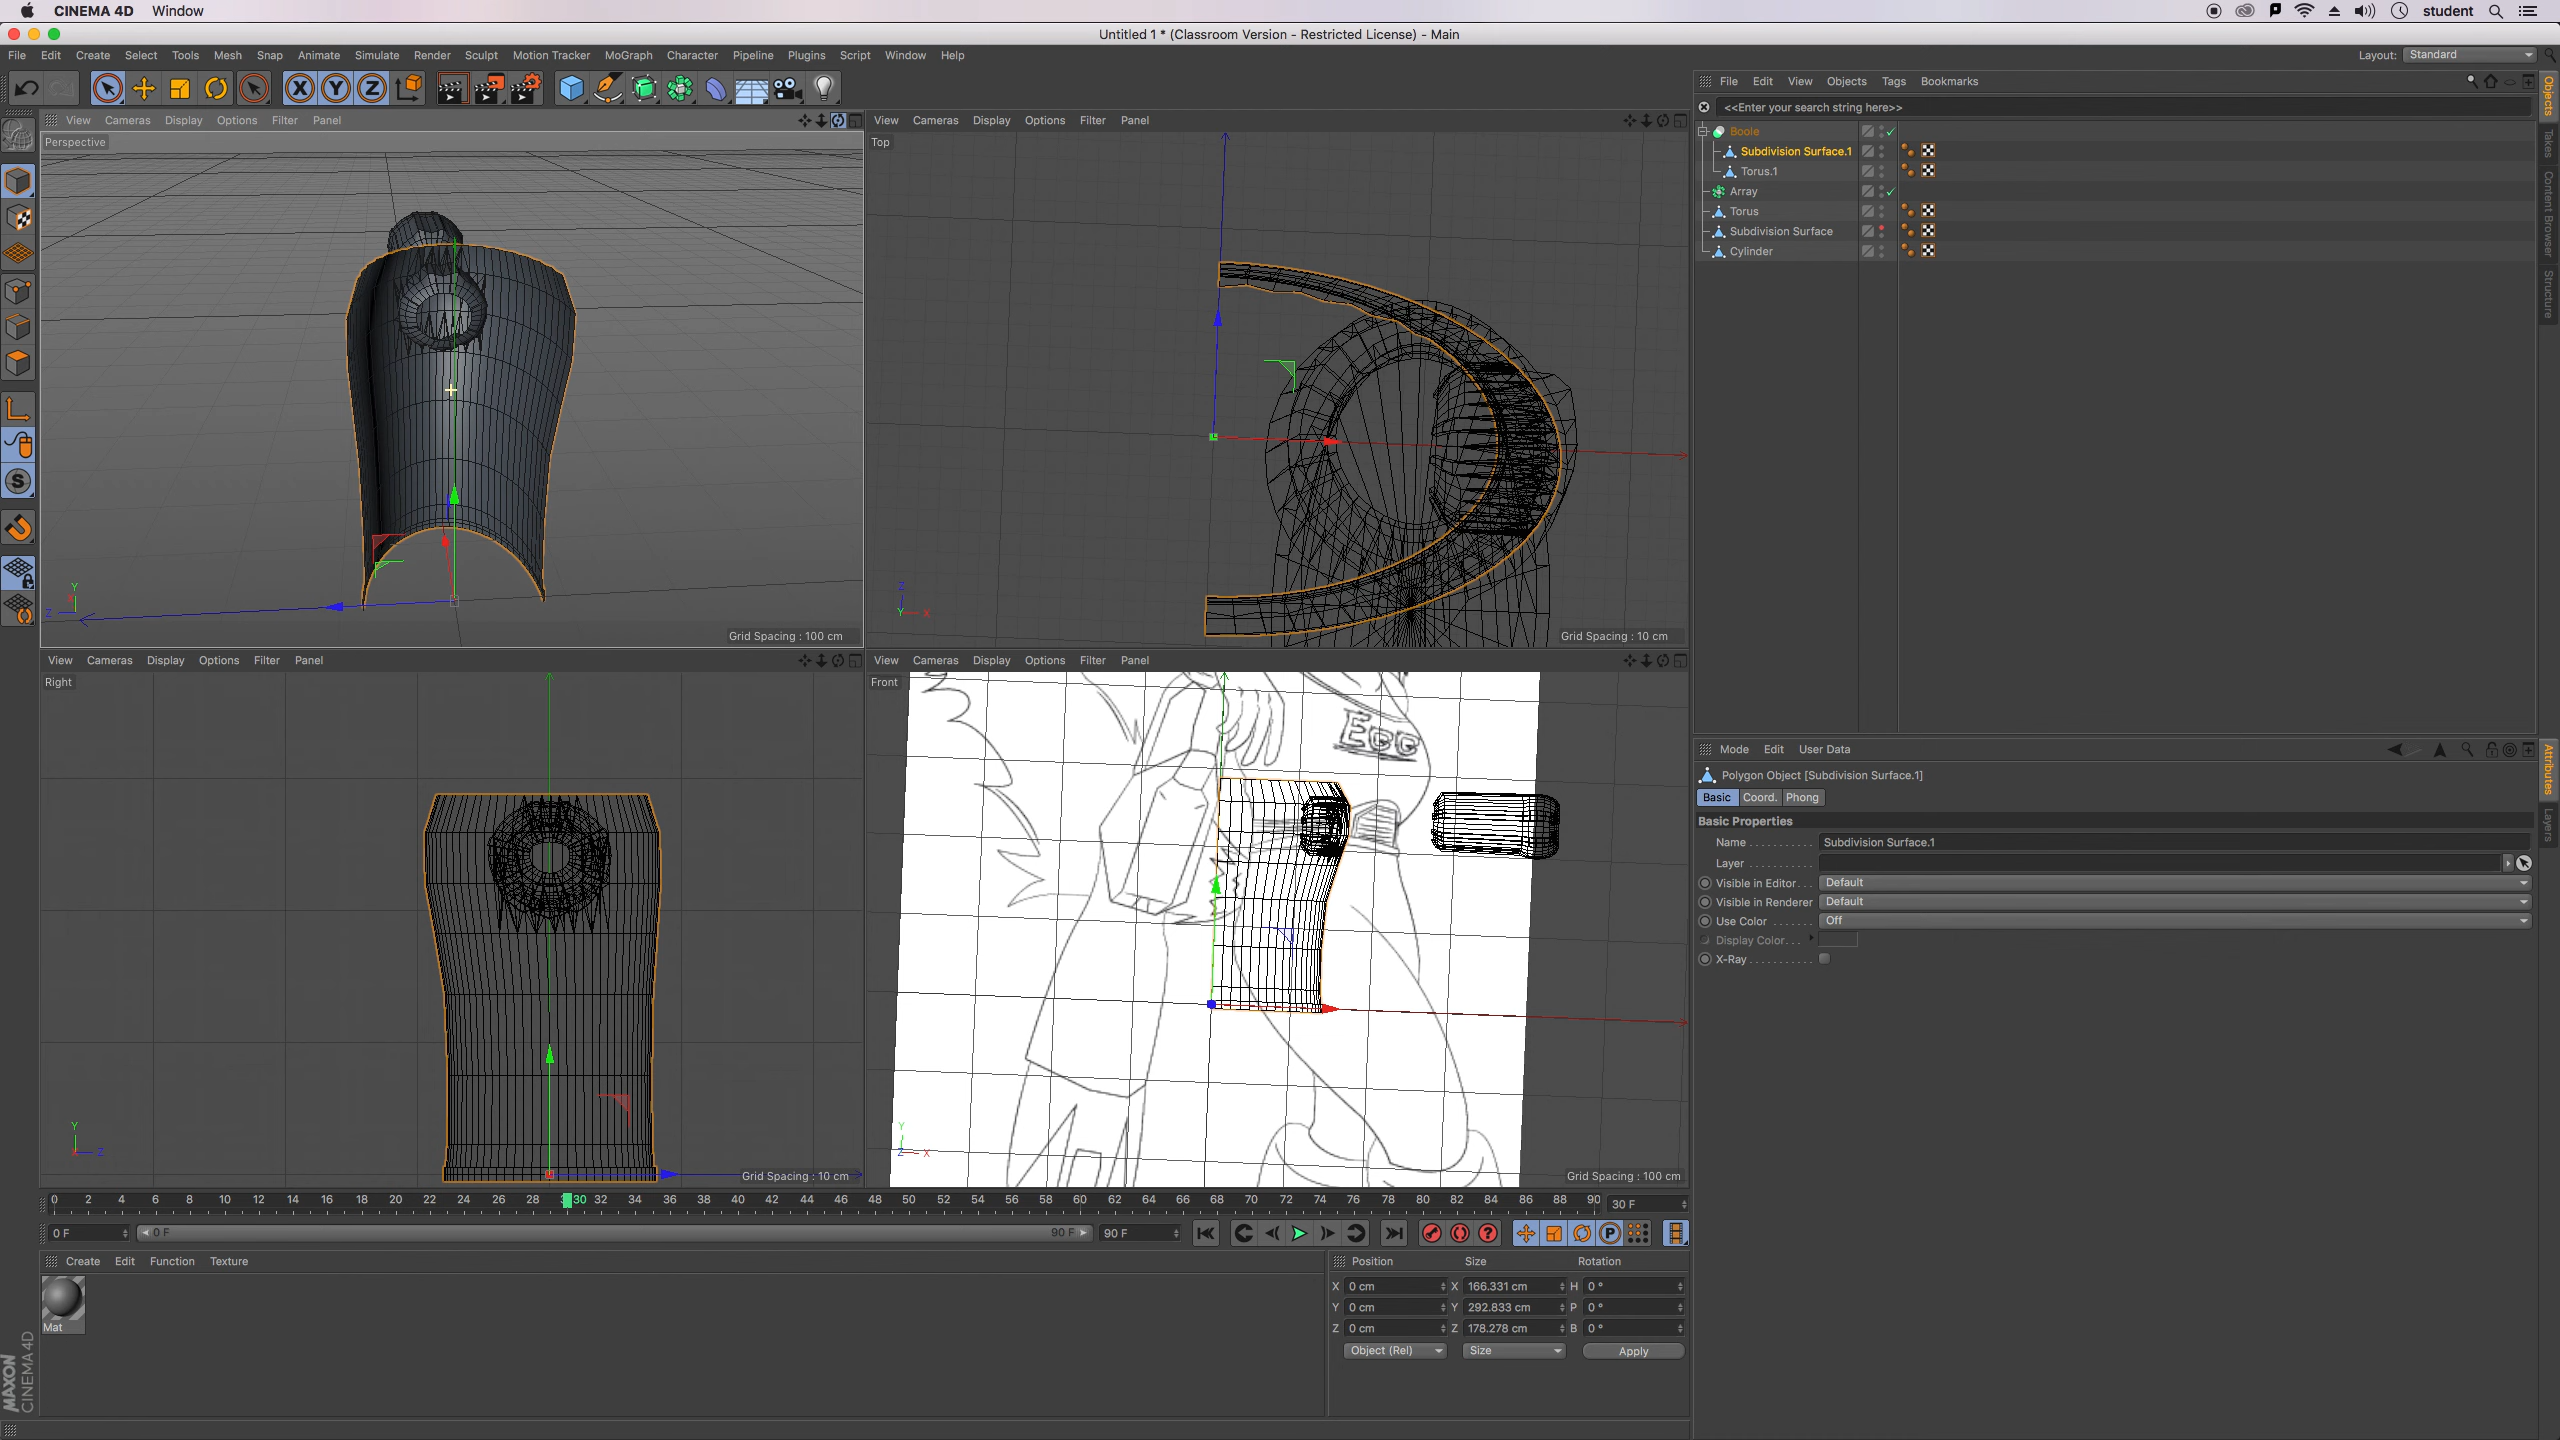 CINEMA 4D Window
student
Untitled 1 * (Classroom Version - Restricted License) - Main
File Edit Create Select Tools Mesh Snap Animate Simulate Render Sculpt Motion Tracker MoGraph Character Pipeline Plugins Script Window Help
Layout: Standard
X Y Z
File Edit View Objects Tags Bookmarks
<<Enter your search string here>>
Boole
Subdivision Surface.1
Torus.1
Array
Torus
Subdivision Surface
Cylinder
Objects
Takes
Content Browser
Structure
View Cameras Display Options Filter Panel
Perspective
Y
Z
Grid Spacing : 100 cm
View Cameras Display Options Filter Panel
Top
Z
Y X
Grid Spacing : 10 cm
View Cameras Display Options Filter Panel
Right
Y
Z
Grid Spacing : 10 cm
View Cameras Display Options Filter Panel
Front
Egg
Y
Z X
Grid Spacing : 100 cm
Mode Edit User Data
Polygon Object [Subdivision Surface.1]
Basic Coord. Phong
Basic Properties
Name Subdivision Surface.1
Layer
Visible in Editor Default
Visible in Renderer Default
Use Color Off
Display Color
X-Ray
Attributes
Layers
0 2 4 6 8 10 12 14 16 18 20 22 24 26 28 30 32 34 36 38 40 42 44 46 48 50 52 54 56 58 60 62 64 66 68 70 72 74 76 78 80 82 84 86 88 90 30 F
0 F 0 F 90 F 90 F
Create Edit Function Texture
Mat
Position Size Rotation
X 0 cm X 166.331 cm H 0 °
Y 0 cm Y 292.833 cm P 0 °
Z 0 cm Z 178.278 cm B 0 °
Object (Rel) Size Apply
MAXON
CINEMA 4D